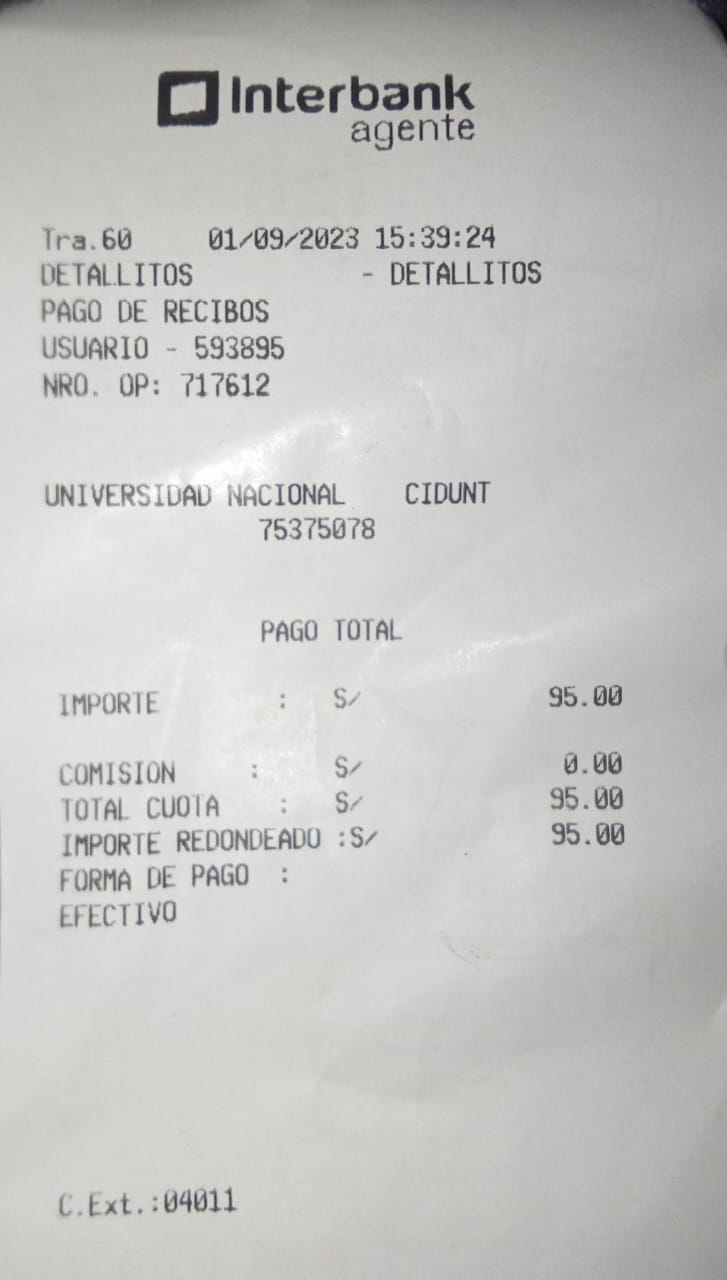 Interbank
agente
Tra.60 01/09/2023 15:39:24
DETALLITOS - DETALLITOS
PAGO DE RECIBOS
USUARIO - 593895
NRO. OP: 717612
UNIVERSIDAD NACIONAL CIDUNT
75375078
PAGO TOTAL
IMPORTE : S/ 95.00
COMISION : S/ 0.00
TOTAL CUOTA : S/ 95.00
IMPORTE REDONDEADO :S/ 95.00
FORMA DE PAGO :
EFECTIVO
C.Ext.:04011